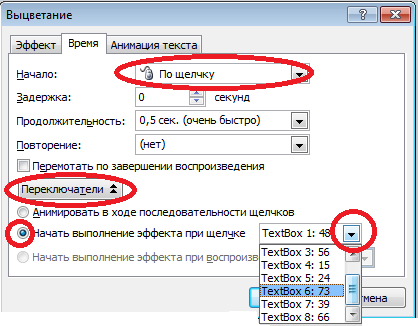 Выцветание
Эффект Время Анимация текста
Начало: По щелчку
Задержка: 0 секунд
Продолжительность: 0,5 сек. (очень быстро)
Повторение: (нет)
Перемотать по завершении воспроизведения
Переключатели
Анимировать в ходе последовательности щелчков
Начать выполнение эффекта при щелчке TextBox 1: 48
Начать выполнение эффекта при воспроиз
TextBox 3: 56
TextBox 4: 15
TextBox 5: 24
TextBox 6: 73
TextBox 7: 39
TextBox 8: 66
мена